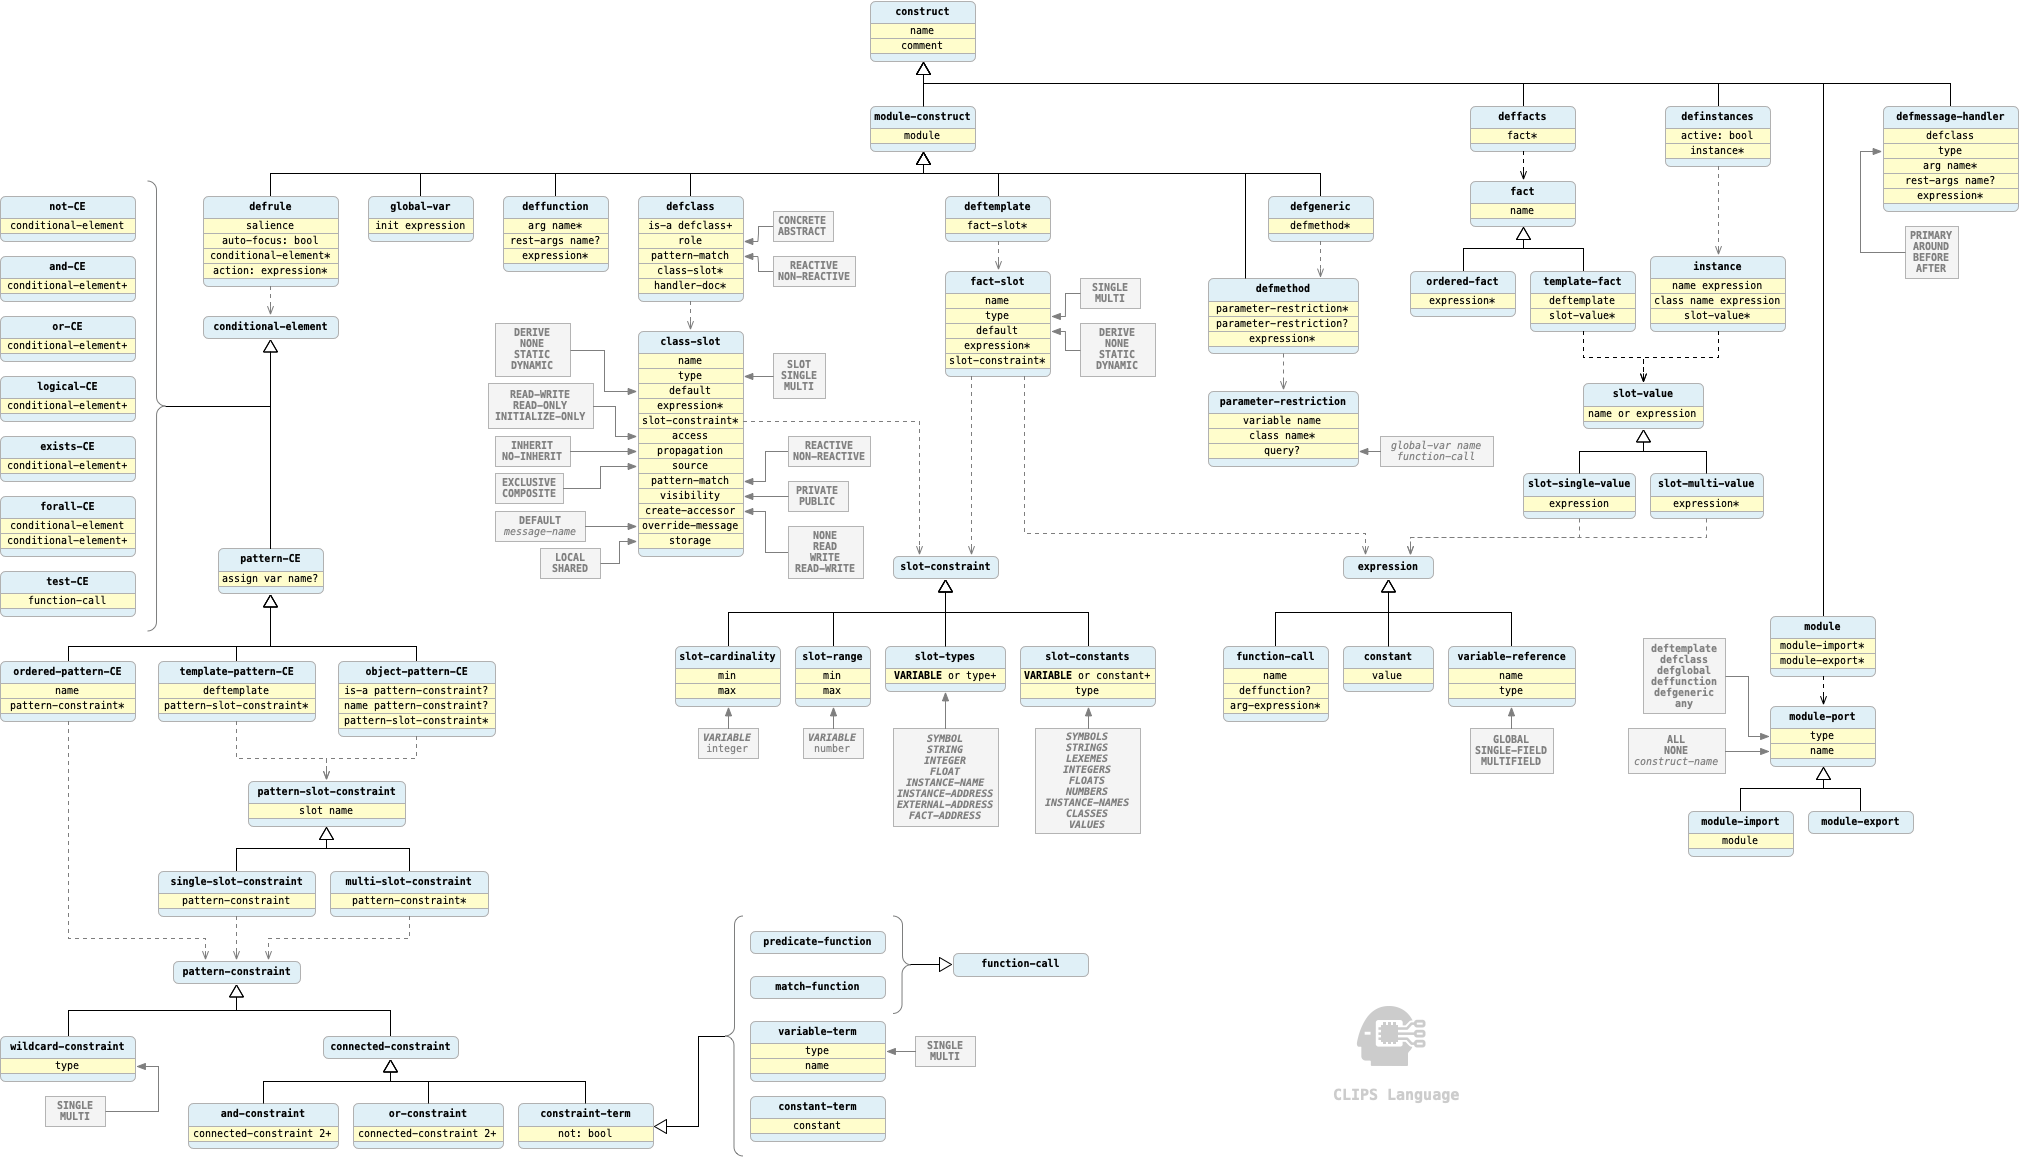 construct
name
comment
module-construct
module
deffacts
fact*
definstances
active: bool
instance*
defmessage-handler
defclass
type
arg name*
rest-args name?
expression*
PRIMARY
AROUND
BEFORE
AFTER
fact
name
not-CE
conditional-element
and-CE
conditional-element+
or-CE
conditional-element+
logical-CE
conditional-element+
exists-CE
conditional-element+
forall-CE
conditional-element
conditional-element+
test-CE
function-call
defrule
salience
auto-focus: bool
conditional-element*
action: expression*
conditional-element
global-var
init expression
deffunction
arg name*
rest-args name?
expression*
defclass
is-a defclass+
role
pattern-match
class-slot*
handler-doc*
CONCRETE
ABSTRACT
REACTIVE
NON-REACTIVE
deftemplate
fact-slot*
fact-slot
name
type
default
expression*
slot-constraint*
SINGLE
MULTI
DERIVE
NONE
STATIC
DYNAMIC
defgeneric
defmethod*
defmethod
parameter-restriction*
parameter-restriction?
expression*
parameter-restriction
variable name
class name*
query?
global-var name
function-call
ordered-fact
expression*
template-fact
deftemplate
slot-value*
instance
name expression
class name expression
slot-value*
slot-value
name or expression
slot-single-value
expression
slot-multi-value
expression*
class-slot
name
type
default
expression*
slot-constraint*
access
propagation
source
pattern-match
visibility
create-accessor
override-message
storage
DERIVE
NONE
STATIC
DYNAMIC
READ-WRITE
READ-ONLY
INITIALIZE-ONLY
INHERIT
NO-INHERIT
EXCLUSIVE
COMPOSITE
DEFAULT
message-name
LOCAL
SHARED
SLOT
SINGLE
MULTI
REACTIVE
NON-REACTIVE
PRIVATE
PUBLIC
NONE
READ
WRITE
READ-WRITE
pattern-CE
assign var name?
slot-constraint
expression
ordered-pattern-CE
name
pattern-constraint*
template-pattern-CE
deftemplate
pattern-slot-constraint*
object-pattern-CE
is-a pattern-constraint?
name pattern-constraint?
pattern-slot-constraint*
slot-cardinality
min
max
VARIABLE
integer
slot-range
min
max
VARIABLE
number
slot-types
VARIABLE or type+
SYMBOL
STRING
INTEGER
FLOAT
INSTANCE-NAME
INSTANCE-ADDRESS
EXTERNAL-ADDRESS
FACT-ADDRESS
slot-constants
VARIABLE or constant+
type
SYMBOLS
STRINGS
LEXEMES
INTEGERS
FLOATS
NUMBERS
INSTANCE-NAMES
CLASSES
VALUES
function-call
name
deffunction?
arg-expression*
constant
value
variable-reference
name
type
GLOBAL
SINGLE-FIELD
MULTIFIELD
module
module-import*
module-export*
deftemplate
defclass
defglobal
deffunction
defgeneric
any
ALL
NONE
construct-name
module-port
type
name
module-import
module
module-export
pattern-slot-constraint
slot name
single-slot-constraint
pattern-constraint
multi-slot-constraint
pattern-constraint*
pattern-constraint
wildcard-constraint
type
SINGLE
MULTI
connected-constraint
and-constraint
connected-constraint 2+
or-constraint
connected-constraint 2+
constraint-term
not: bool
predicate-function
match-function
function-call
variable-term
type
name
SINGLE
MULTI
constant-term
constant
CLIPS Language